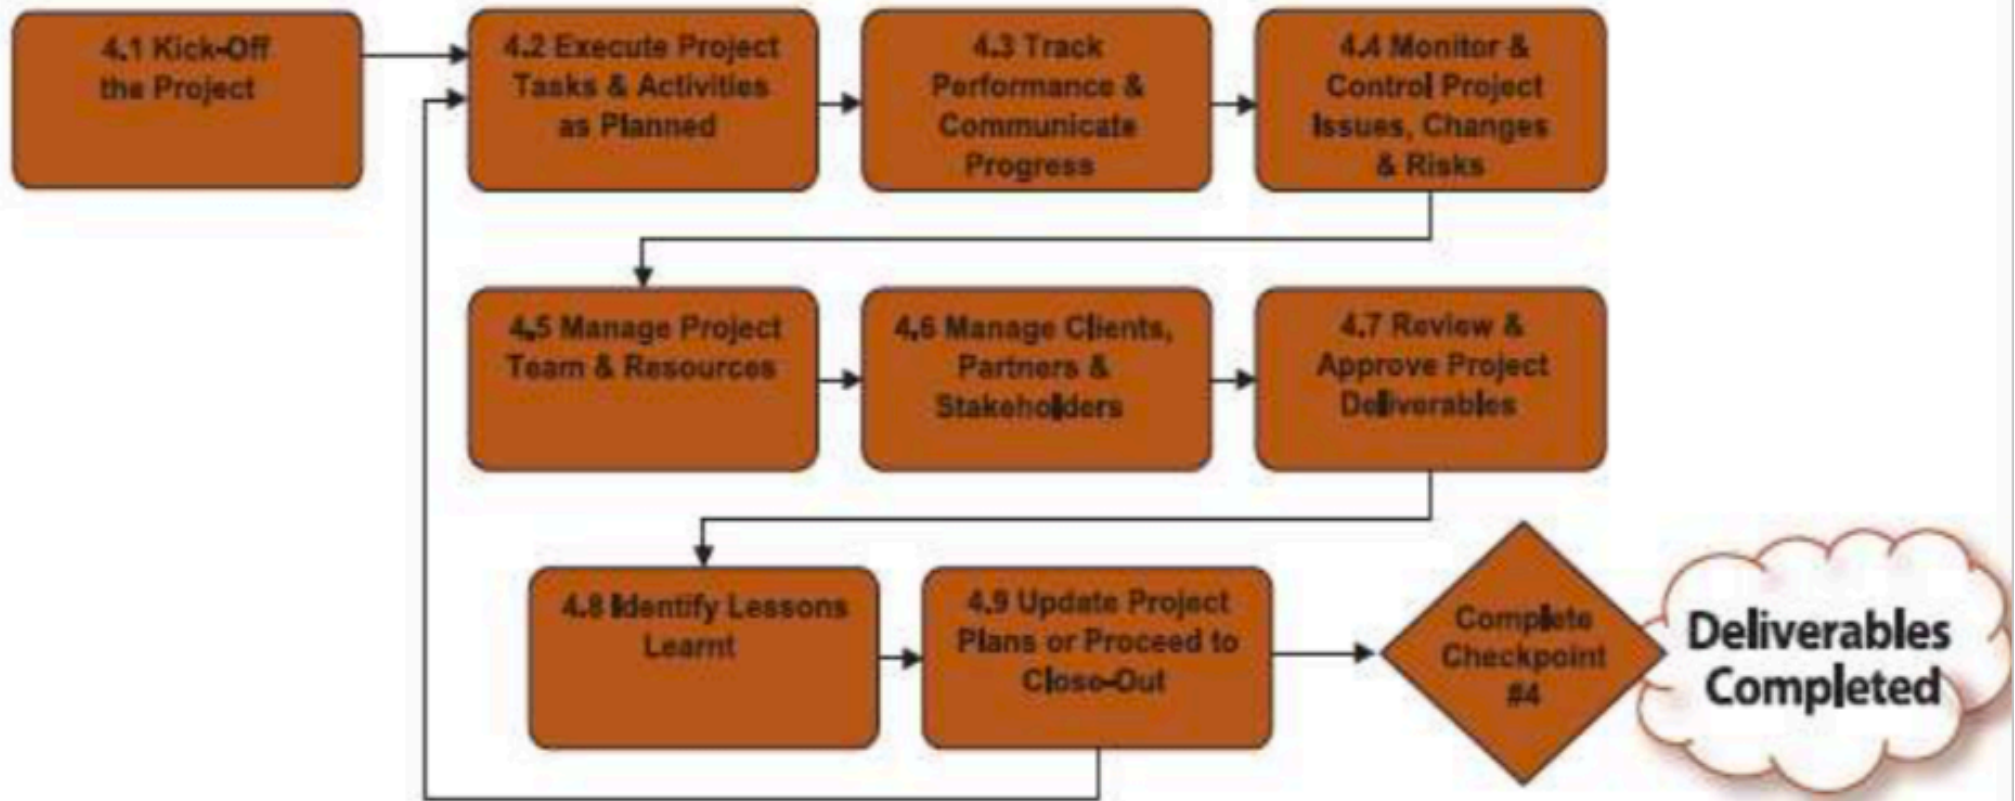 4.1 Kick-Off
the Project
4.2 Execute Project
Tasks & Activities
as Planned
4.3 Track
Performance &
Communicate
Progress
4.4 Monitor &
Control Project
Issues, Changes
& Risks
4.5 Manage Project
Team & Resources
4.6 Manage Clients,
Partners &
Stakeholders
4.7 Review &
Approve Project
Deliverables
4.8 Identify Lessons
Learnt
4.9 Update Project
Plans or Proceed to
Close-Out
Complete
Checkpoint
#4
Deliverables
Completed